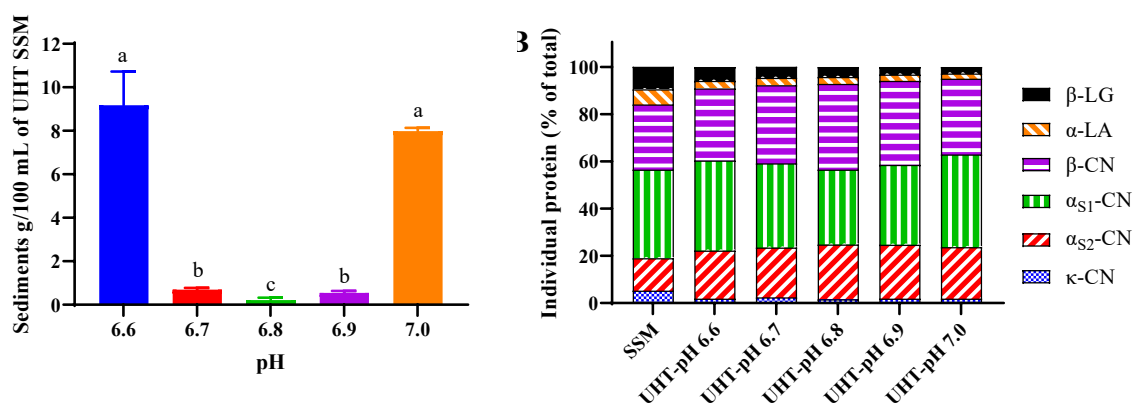 Sediments g/100 mL of UHT SSM
12
10
8
6
4
2
0
a
b
c
b
a
6.6
6.7
6.8
6.9
7.0
pH
B
Individual protein (% of total)
100
80
60
40
20
0
SSM
UHT-pH 6.6
UHT-pH 6.7
UHT-pH 6.8
UHT-pH 6.9
UHT-pH 7.0
β-LG
α-LA
β-CN
αS1-CN
αS2-CN
κ-CN